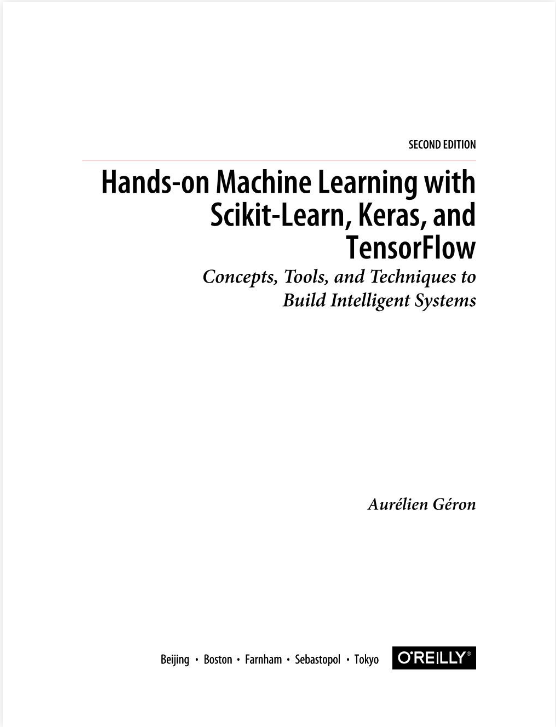 SECOND EDITION
Hands-on Machine Learning with
Scikit-Learn, Keras, and
TensorFlow
Concepts, Tools, and Techniques to
Build Intelligent Systems
Aurélien Géron
Beijing • Boston • Farnham • Sebastopol • Tokyo O'REILLY®